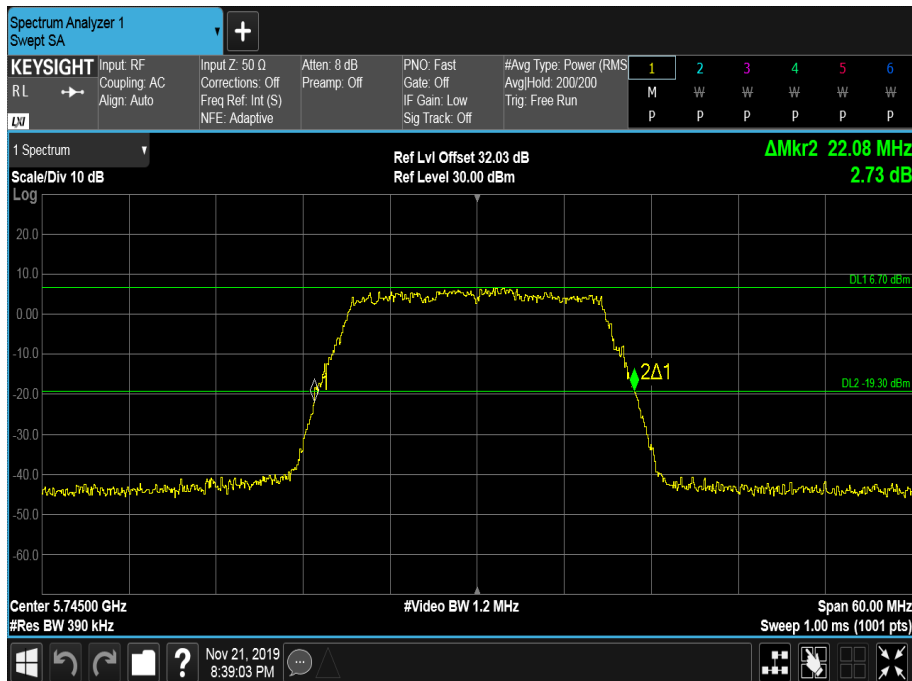 Spectrum Analyzer 1
Swept SA
+
KEYSIGHT Input: RF Input Z: 50 Ω Atten: 8 dB PNO: Fast #Avg Type: Power (RMS 1 2 3 4 5 6
RL Coupling: AC Corrections: Off Preamp: Off Gate: Off Avg|Hold: 200/200 M W W W W W
Align: Auto Freq Ref: Int (S) IF Gain: Low Trig: Free Run
LXI NFE: Adaptive Sig Track: Off P P P P P P
1 Spectrum Ref Lvl Offset 32.03 dB ΔMkr2 22.08 MHz
Scale/Div 10 dB Ref Level 30.00 dBm 2.73 dB
Log
20.0
10.0
DL1 6.70 dBm
0.00
-10.0
1 2Δ1
DL2 -19.30 dBm
-20.0
-30.0
-40.0
-50.0
-60.0
Center 5.74500 GHz #Video BW 1.2 MHz Span 60.00 MHz
#Res BW 390 kHz Sweep 1.00 ms (1001 pts)
? Nov 21, 2019
8:39:03 PM